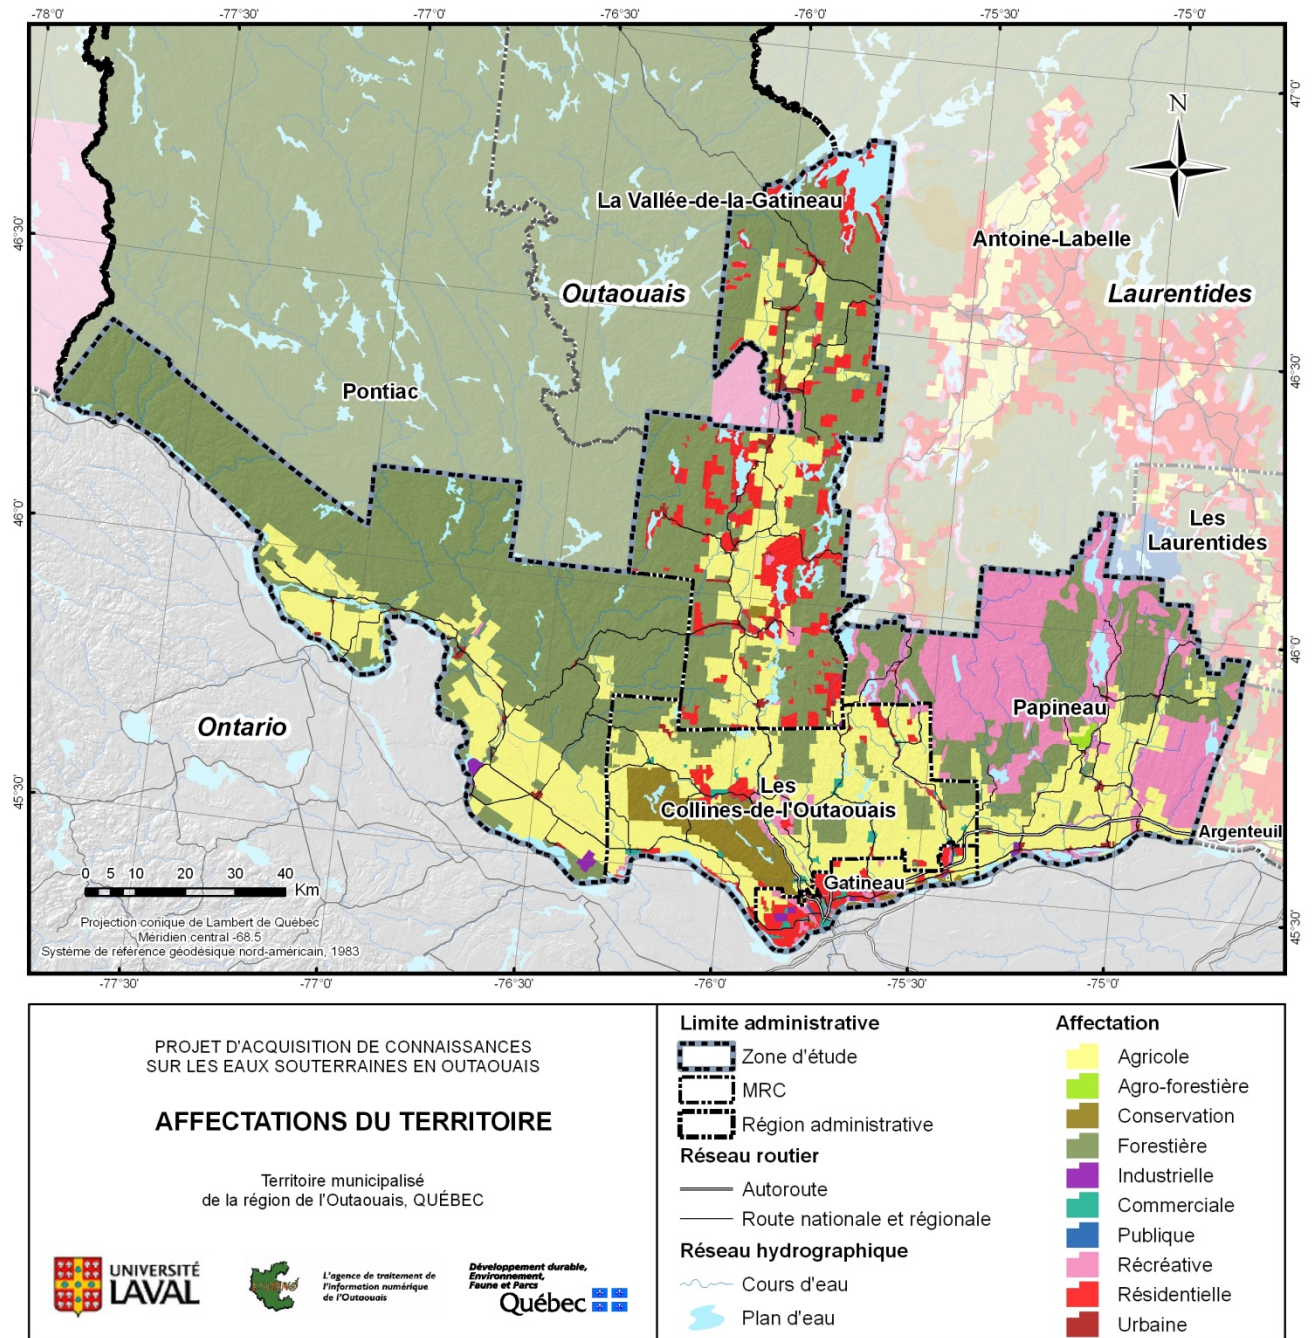 -78°0'
-77°30'
-77°0'
-76°30'
-76°0'
-75°30'
-75°0'
47°0'
46°30'
46°0'
45°30'
46°30'
46°0'
45°30'
N
La Vallée-de-la-Gatineau
Antoine-Labelle
Outaouais
Laurentides
Pontiac
Les
Laurentides
Ontario
Papineau
Les
Collines-de-l'Outaouais
Argenteuil
Gatineau
0 5 10 20 30 40
Km
Projection conique de Lambert de Québec
Méridien central -68.5
Système de référence géodésique nord-américain, 1983
-77°30'
-77°0'
-76°30'
-76°0'
-75°30'
-75°0'
PROJET D'ACQUISITION DE CONNAISSANCES
SUR LES EAUX SOUTERRAINES EN OUTAOUAIS
AFFECTATIONS DU TERRITOIRE
Territoire municipalisé
de la région de l'Outaouais, QUÉBEC
UNIVERSITÉ
LAVAL
L'agence de traitement de
l'information numérique
de l'Outaouais
Développement durable,
Environnement,
Faune et Parcs
Québec
Limite administrative
Zone d'étude
MRC
Région administrative
Réseau routier
Autoroute
Route nationale et régionale
Réseau hydrographique
Cours d'eau
Plan d'eau
Affectation
Agricole
Agro-forestière
Conservation
Forestière
Industrielle
Commerciale
Publique
Récréative
Résidentielle
Urbaine